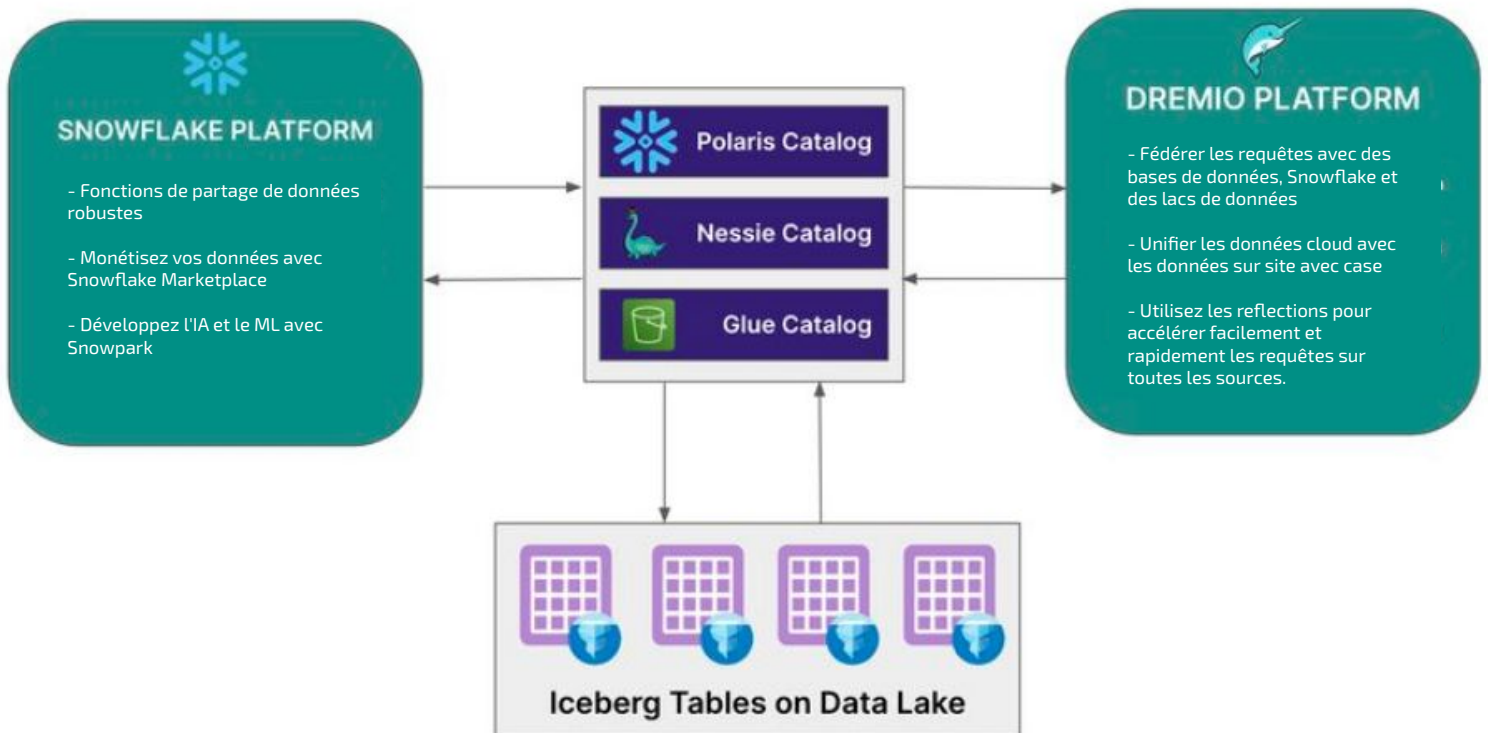 SNOWFLAKE PLATFORM
- Fonctions de partage de données
robustes
- Monétisez vos données avec
Snowflake Marketplace
- Développez l'IA et le ML avec
Snowpark
Polaris Catalog
Nessie Catalog
Glue Catalog
DREMIO PLATFORM
- Fédérer les requêtes avec des
bases de données, Snowflake et
des lacs de données
- Unifier les données cloud avec
les données sur site avec case
- Utilisez les reflections pour
accélérer facilement et
rapidement les requêtes sur
toutes les sources.
Iceberg Tables on Data Lake